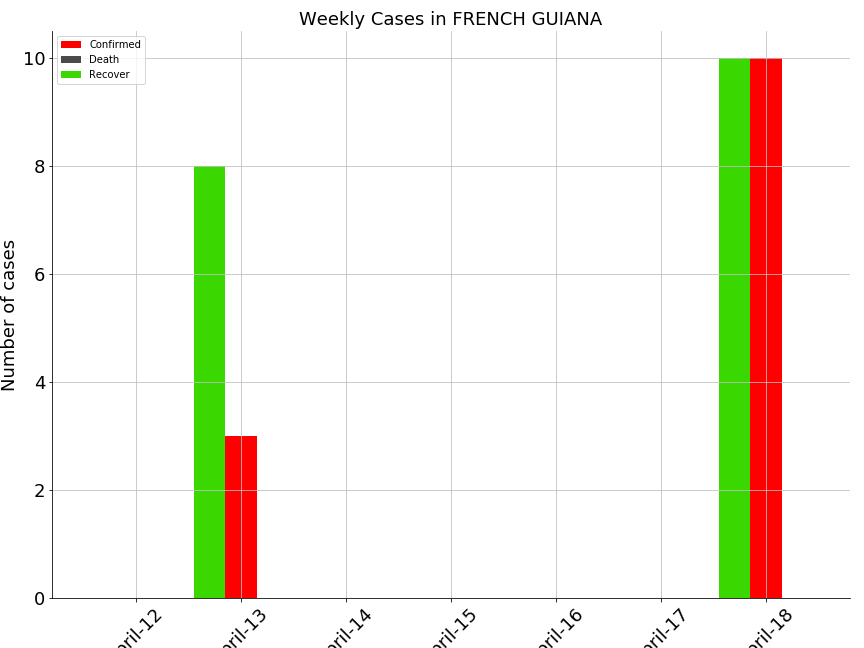 Weekly Cases in FRENCH GUIANA
Confirmed
Death
Recover
Number of cases
10
8
6
4
2
0
pril-12
pril-13
pril-14
pril-15
pril-16
pril-17
pril-18